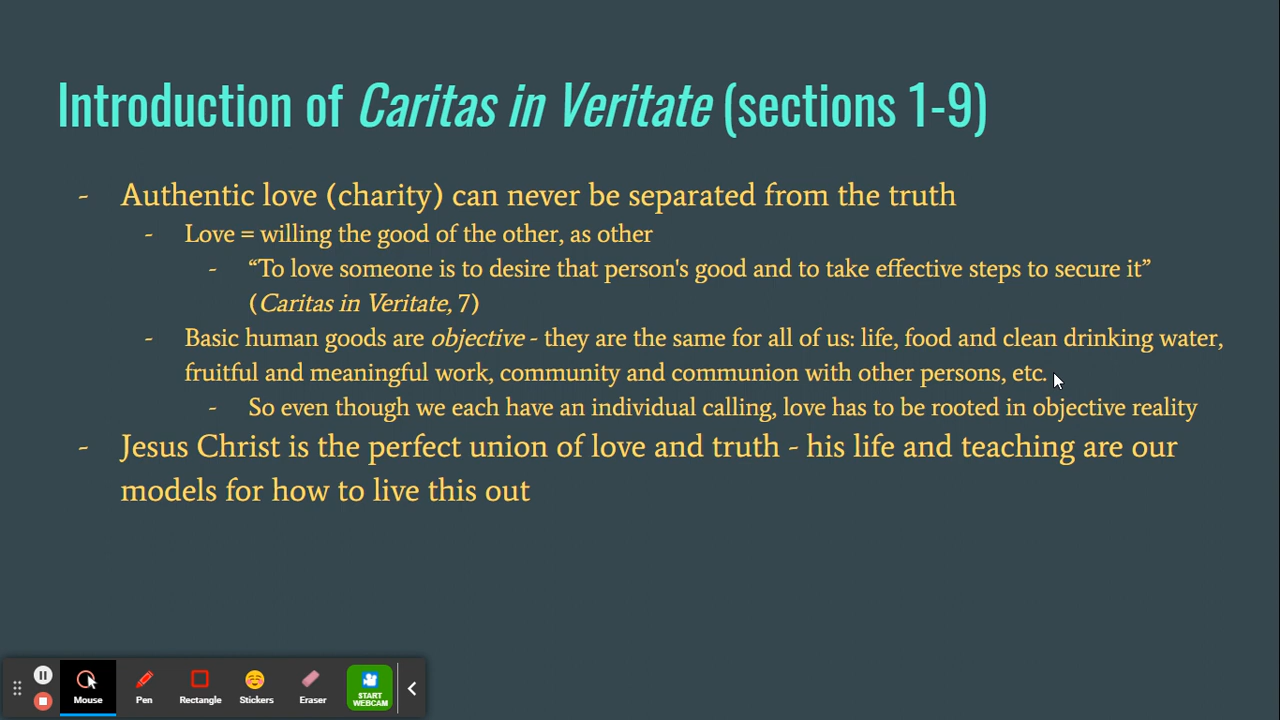 Introduction of Caritas in Veritate (sections 1-9)
- Authentic love (charity) can never be separated from the truth
- Love = willing the good of the other, as other
- “To love someone is to desire that person's good and to take effective steps to secure it”
(Caritas in Veritate, 7)
- Basic human goods are objective - they are the same for all of us: life, food and clean drinking water,
fruitful and meaningful work, community and communion with other persons, etc.
- So even though we each have an individual calling, love has to be rooted in objective reality
- Jesus Christ is the perfect union of love and truth - his life and teaching are our
models for how to live this out
Mouse Pen Rectangle Stickers Eraser START
WEBCAM